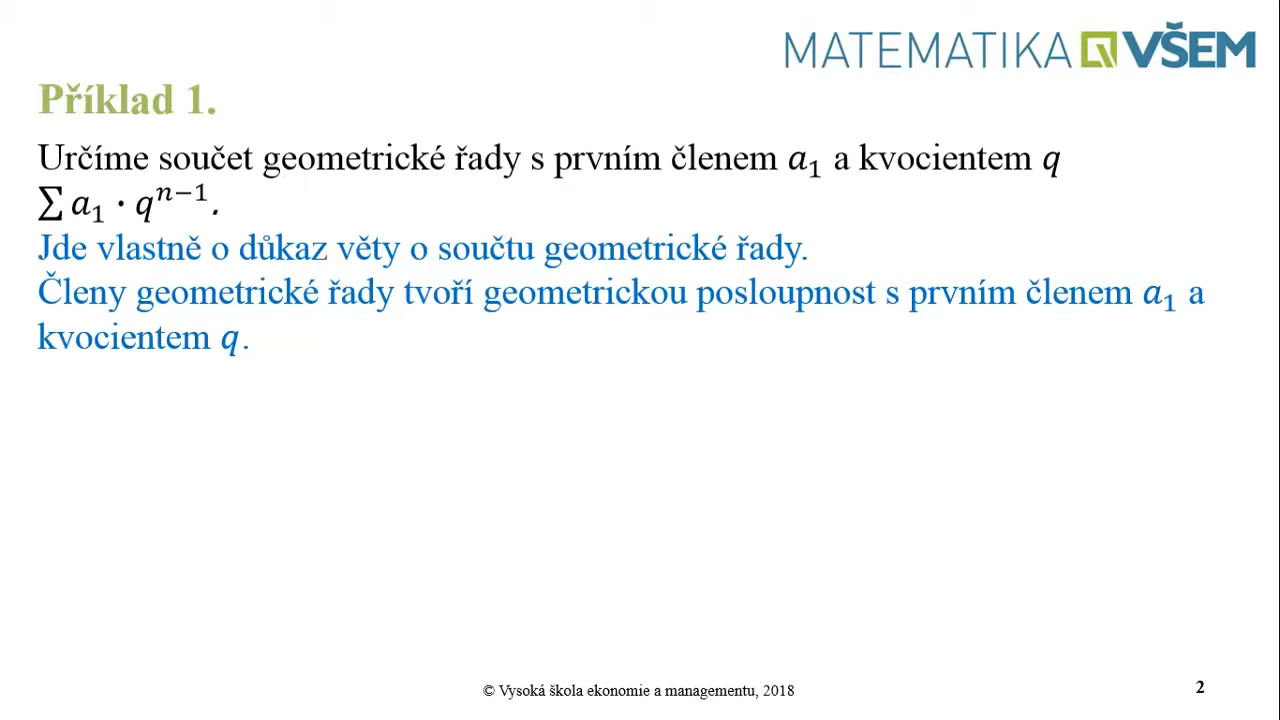 MATEMATIKA VŠEM
Příklad 1.
Určíme součet geometrické řady s prvním členem a₁ a kvocientem q
∑ a₁ · qⁿ⁻¹.
Jde vlastně o důkaz věty o součtu geometrické řady.
Členy geometrické řady tvoří geometrickou posloupnost s prvním členem a₁ a
kvocientem q.
© Vysoká škola ekonomie a managementu, 2018
2